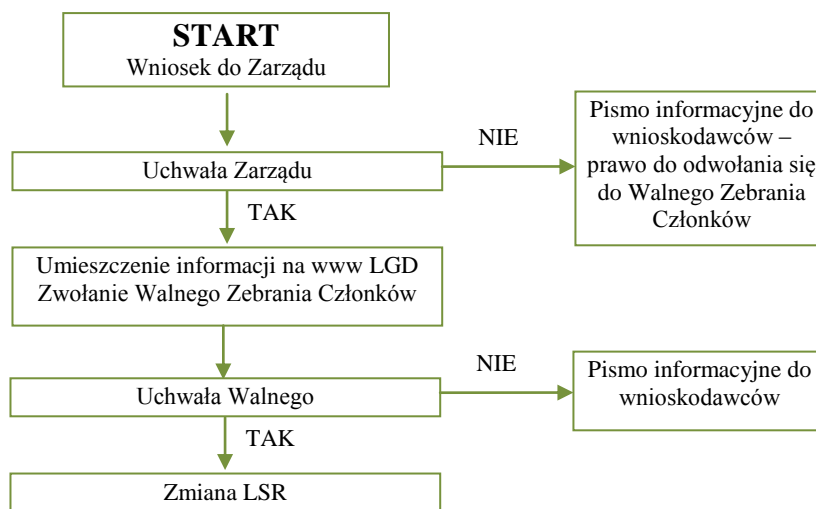 START
Wniosek do Zarządu
Uchwała Zarządu
NIE
Pismo informacyjne do
wnioskodawców –
prawo do odwołania się
do Walnego Zebrania
Członków
TAK
Umieszczenie informacji na www LGD
Zwołanie Walnego Zebrania Członków
Uchwała Walnego
NIE
Pismo informacyjne do
wnioskodawców
TAK
Zmiana LSR